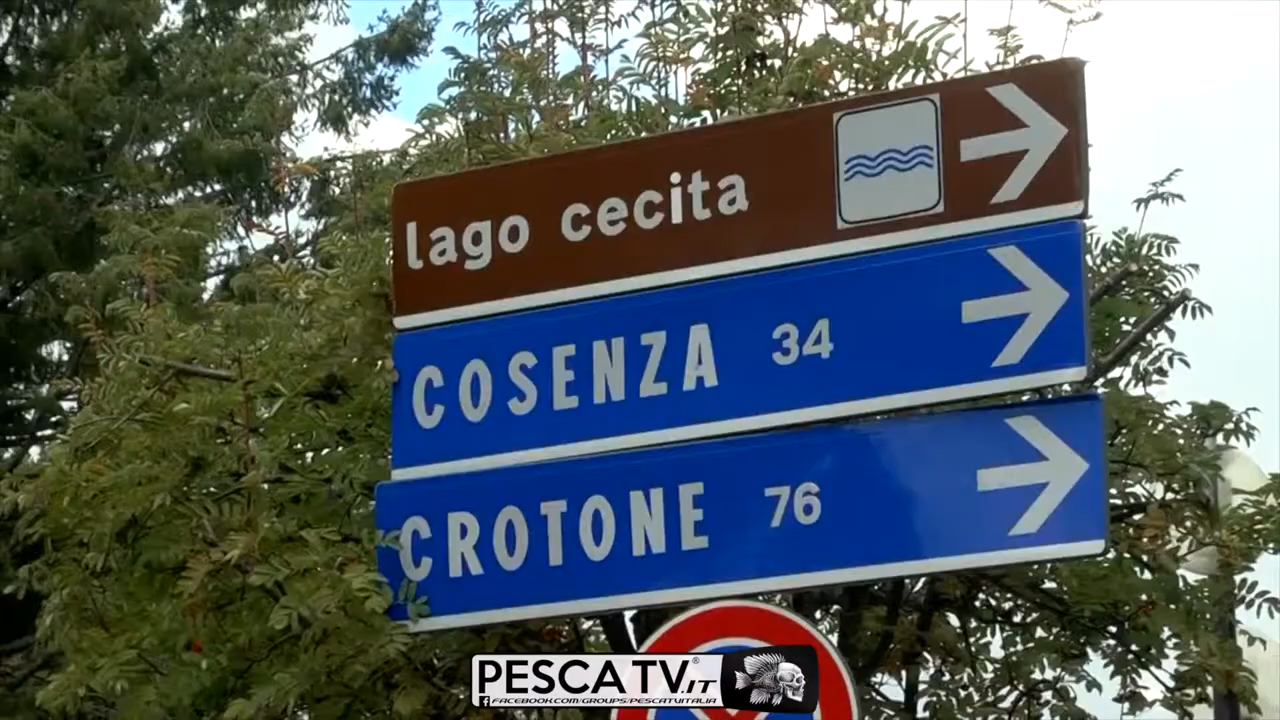 lago cecita
COSENZA 34
CROTONE 76
PESCATV®.IT
FACEBOOK.COM/GROUPS/PESCATVITALIA